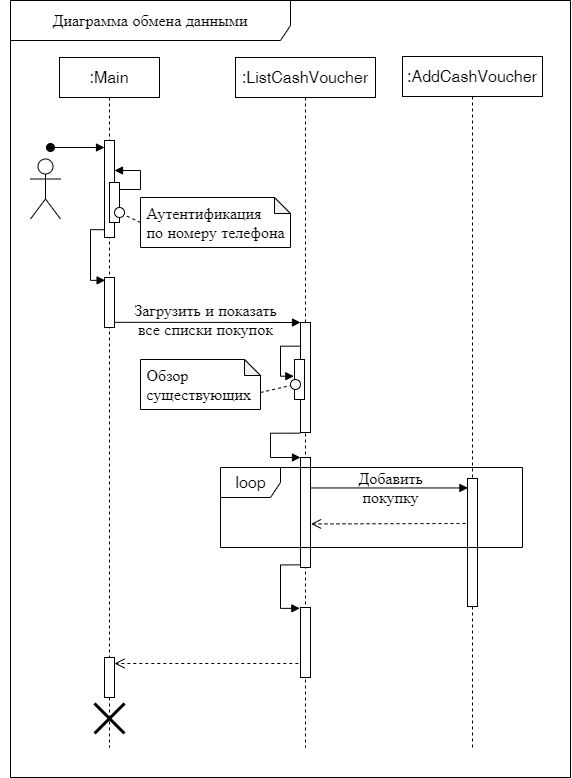 Диаграмма обмена данными
:Main
:ListCashVoucher
:AddCashVoucher
Аутентификация
по номеру телефона
Загрузить и показать
все списки покупок
Обзор
существующих
loop
Добавить
покупку